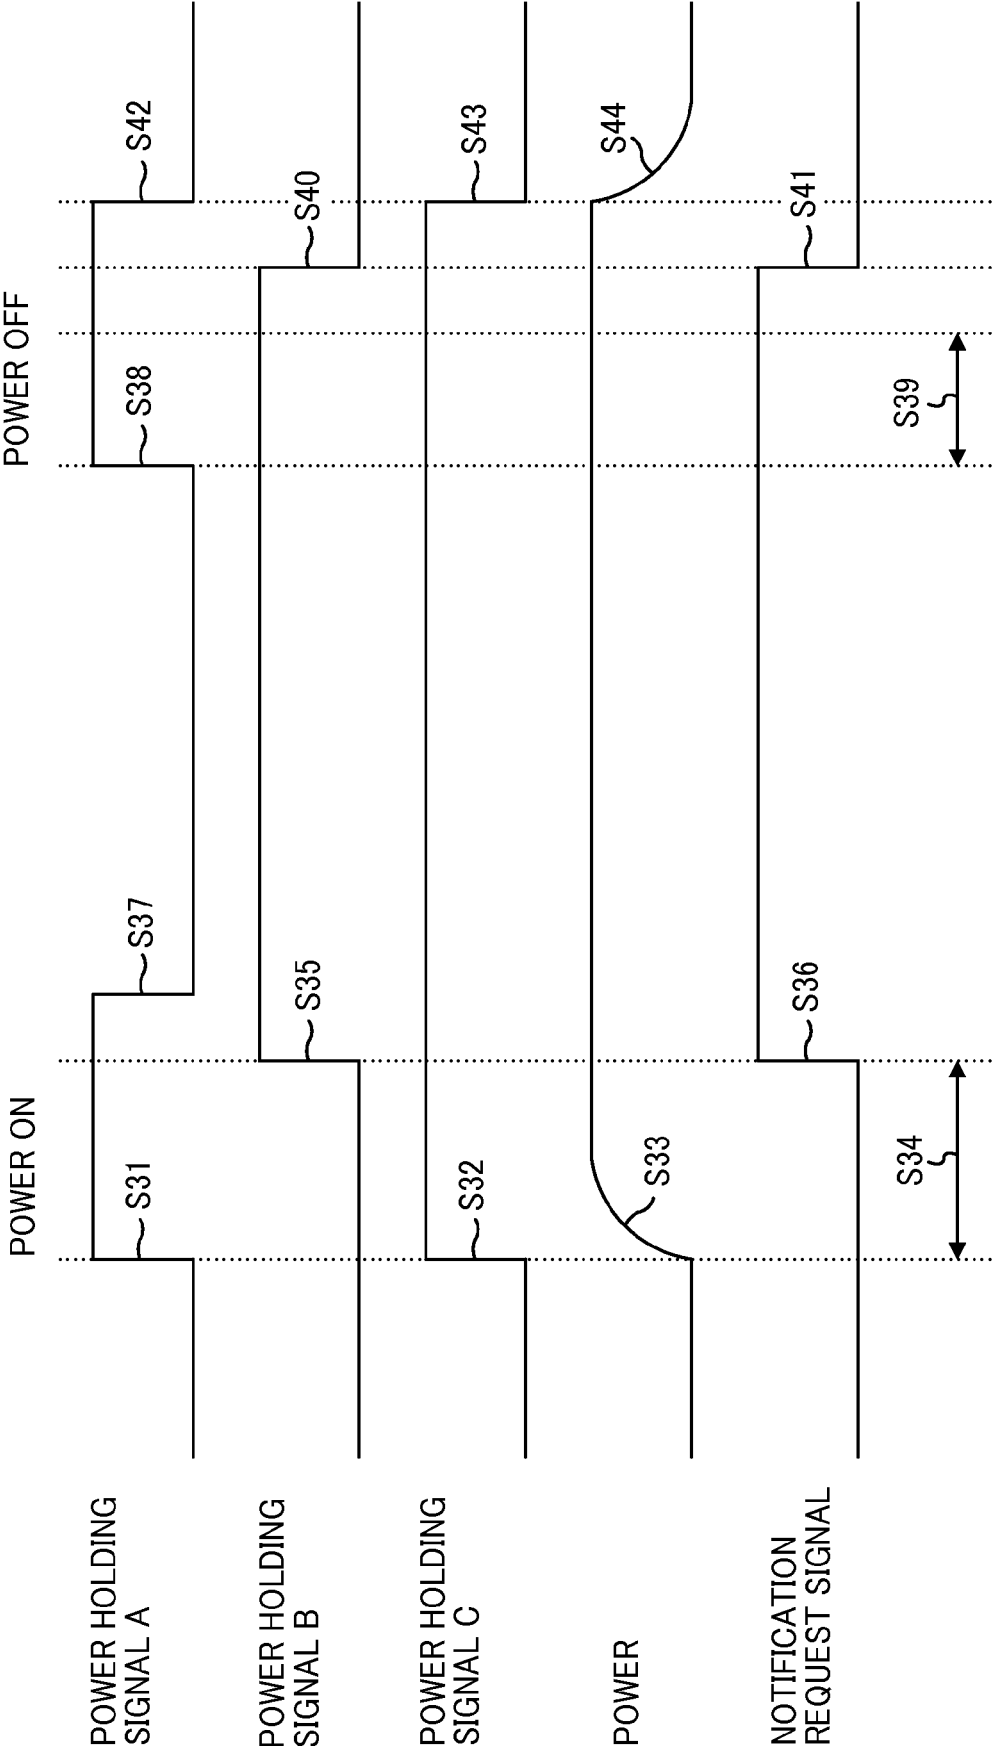 POWER ON
POWER OFF
POWER HOLDING
SIGNAL A
S31
S37
S38
S42
POWER HOLDING
SIGNAL B
S35
S40
POWER HOLDING
SIGNAL C
S32
S43
POWER
S33
S44
NOTIFICATION
REQUEST SIGNAL
S36
S41
S34
S39